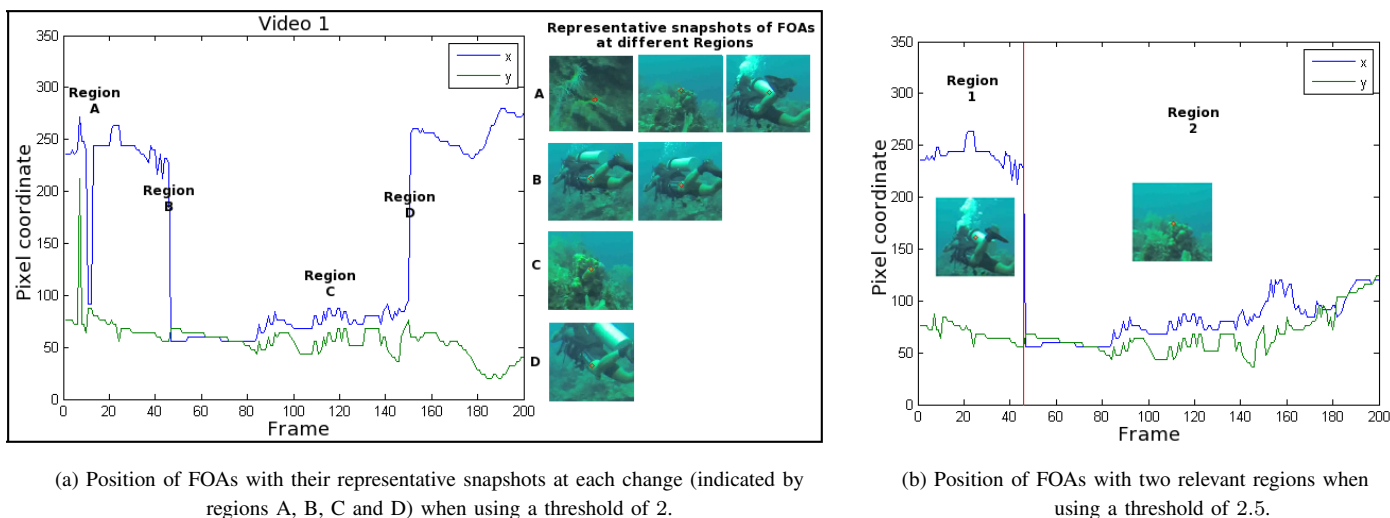 Video 1
350
300
250
200
150
100
50
0
Pixel coordinate
0 20 40 60 80 100 120 140 160 180 200
Frame
x
y
Region
A
Region
B
Region
C
Region
D
Representative snapshots of FOAs
at different Regions
A
B
C
D
(a) Position of FOAs with their representative snapshots at each change (indicated by
regions A, B, C and D) when using a threshold of 2.
350
300
250
200
150
100
50
0
Pixel coordinate
0 20 40 60 80 100 120 140 160 180 200
Frame
x
y
Region
1
Region
2
(b) Position of FOAs with two relevant regions when
using a threshold of 2.5.